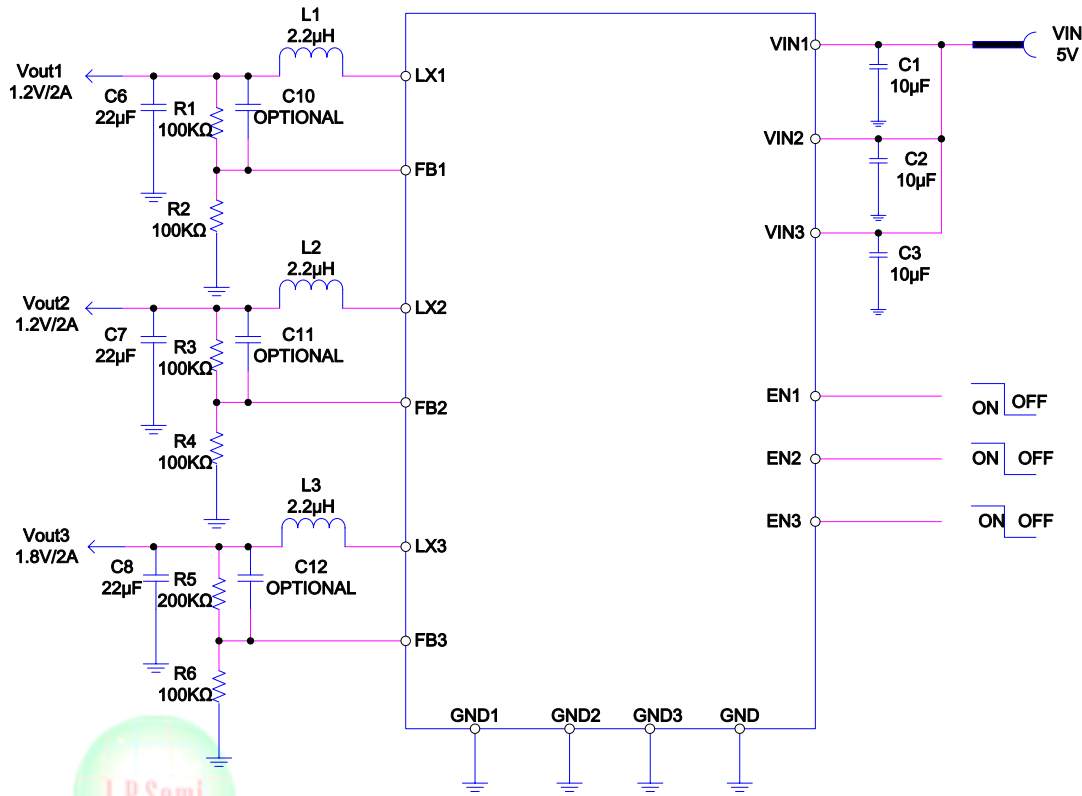 L1
2.2µH
Vout1
1.2V/2A
C6
22µF
R1
100KΩ
C10
OPTIONAL
LX1
FB1
R2
100KΩ
L2
2.2µH
Vout2
1.2V/2A
C7
22µF
R3
100KΩ
C11
OPTIONAL
LX2
FB2
R4
100KΩ
L3
2.2µH
Vout3
1.8V/2A
C8
22µF
R5
200KΩ
C12
OPTIONAL
LX3
FB3
R6
100KΩ
GND1
GND2
GND3
GND
VIN1
VIN
5V
C1
10µF
VIN2
C2
10µF
VIN3
C3
10µF
EN1
ON
OFF
EN2
ON
OFF
EN3
ON
OFF